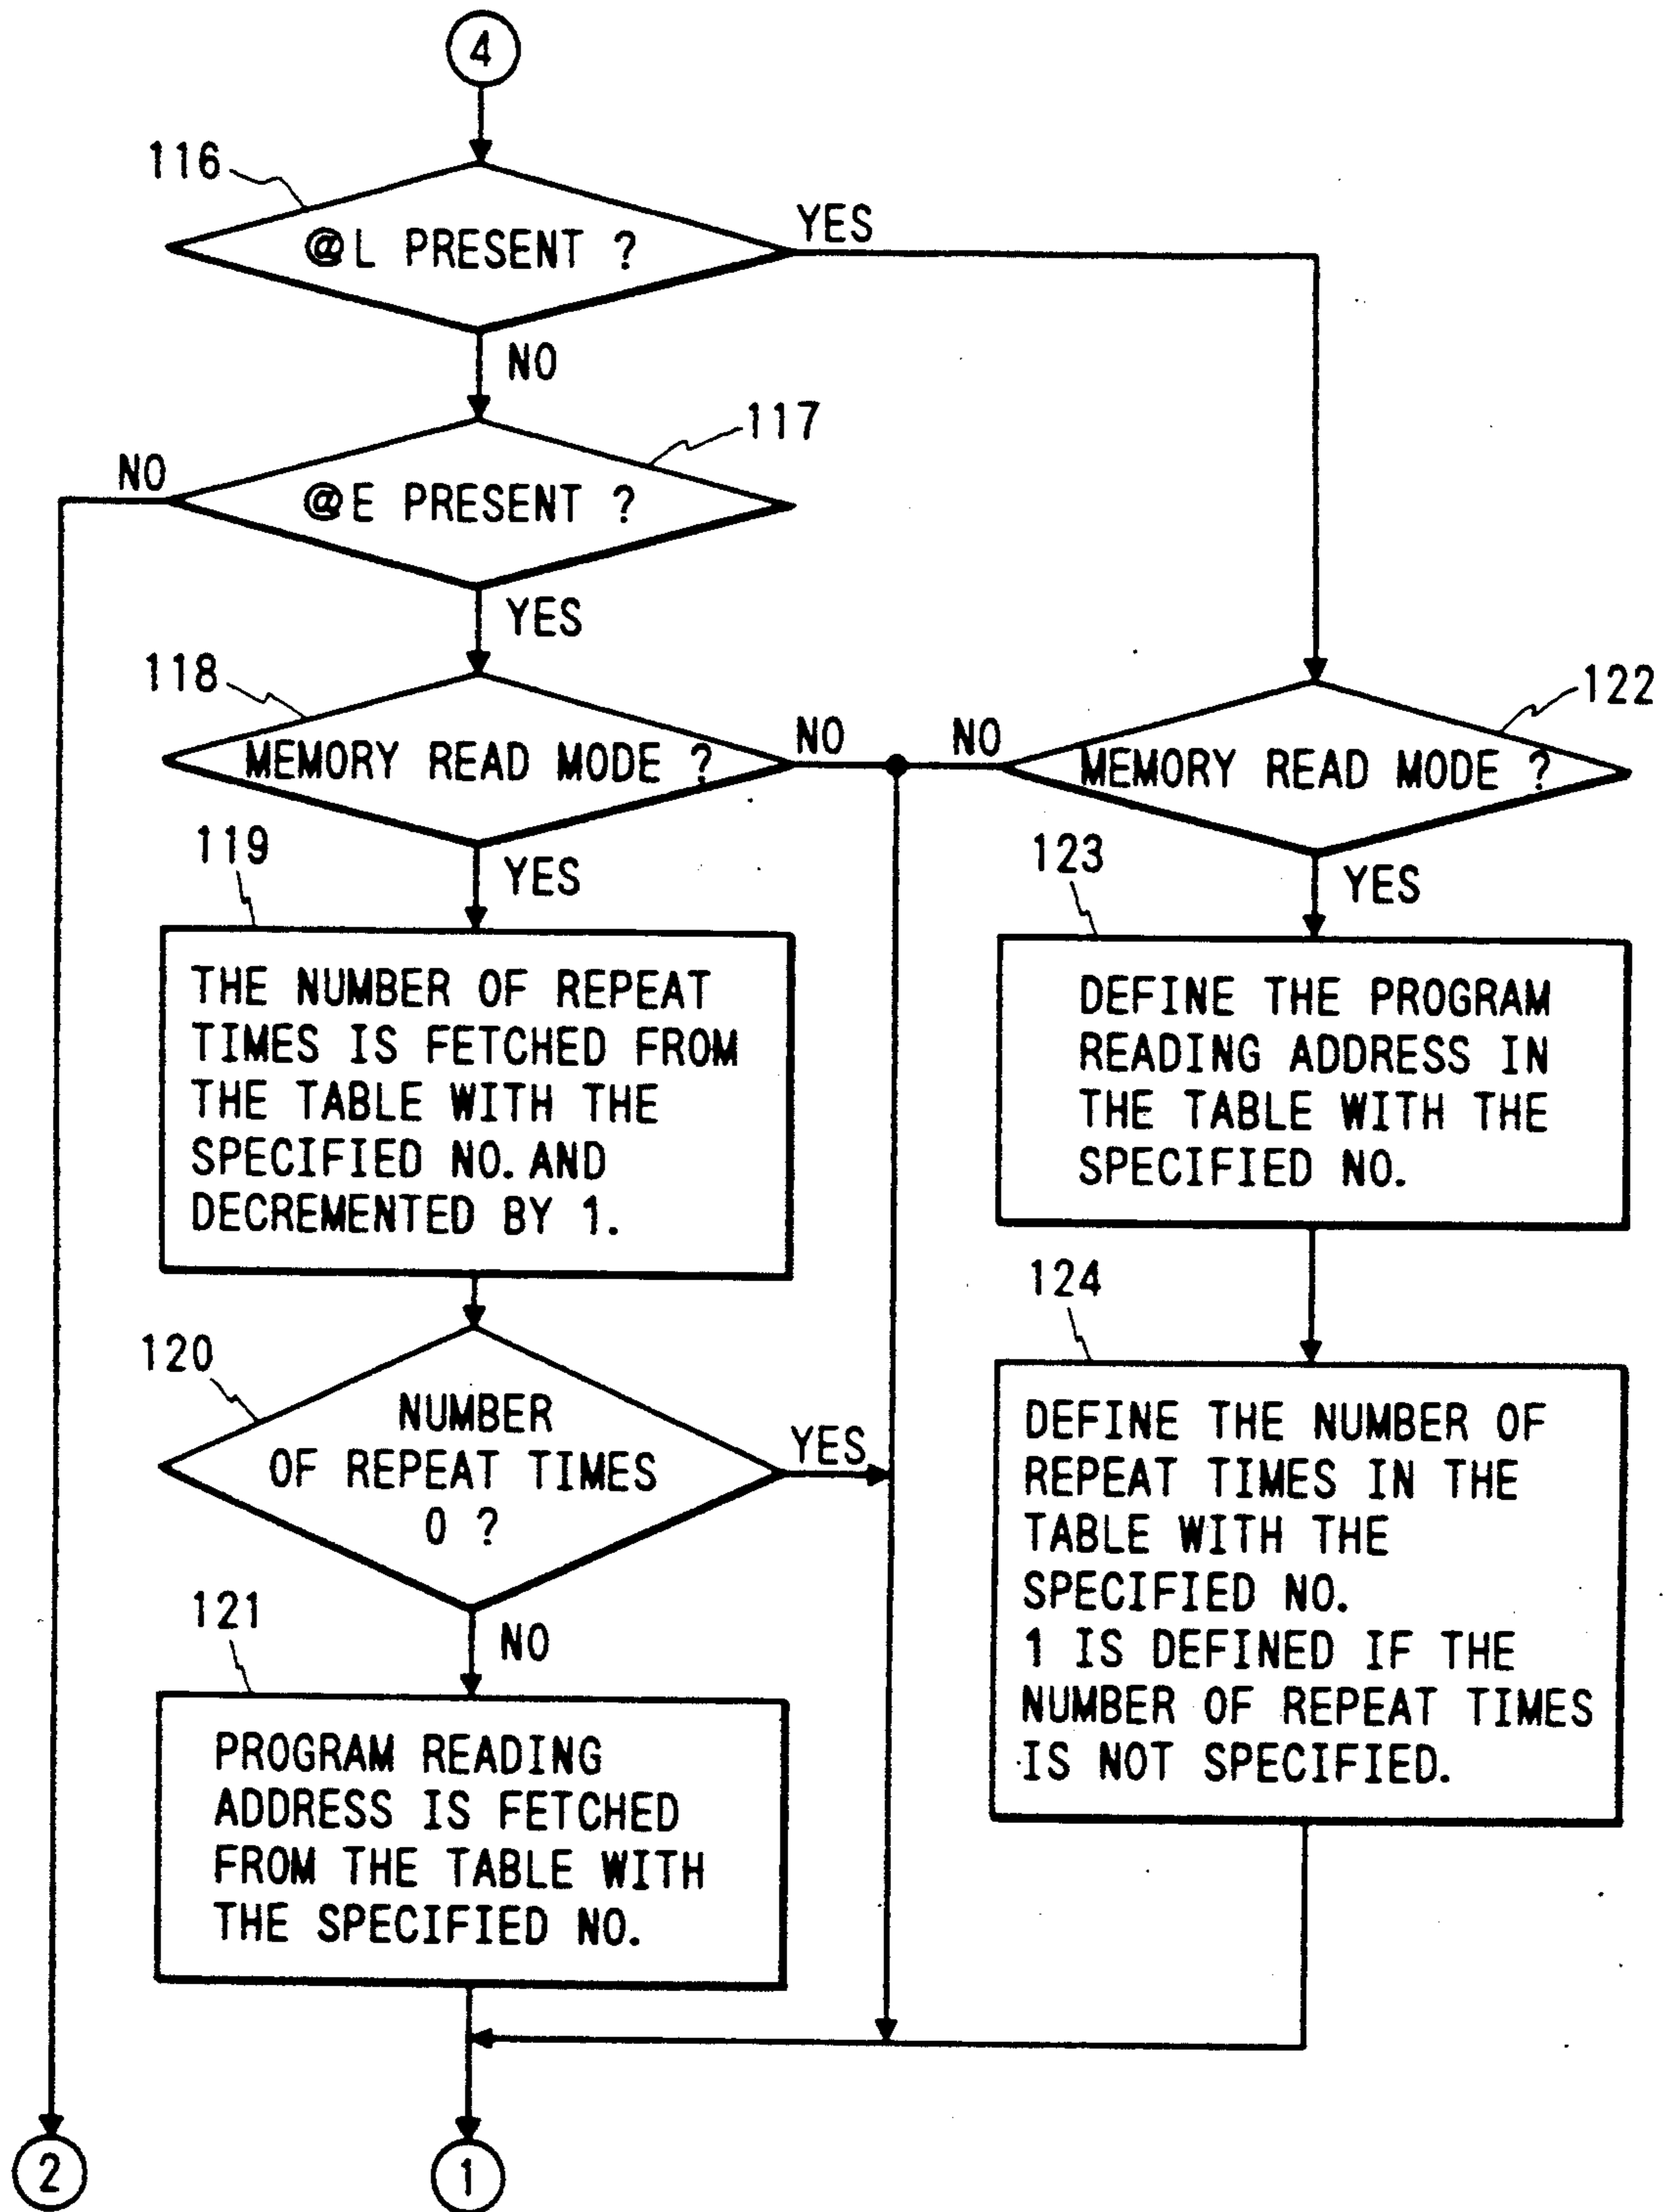 4
116
@L PRESENT ?
YES
NO
117
NO
@E PRESENT ?
YES
118
122
MEMORY READ MODE ?
NO
NO
MEMORY READ MODE ?
119
YES
123
YES
THE NUMBER OF REPEAT
TIMES IS FETCHED FROM
THE TABLE WITH THE
SPECIFIED NO. AND
DECREMENTED BY 1.
DEFINE THE PROGRAM
READING ADDRESS IN
THE TABLE WITH THE
SPECIFIED NO.
120
NUMBER
OF REPEAT TIMES
0 ?
YES
124
DEFINE THE NUMBER OF
REPEAT TIMES IN THE
TABLE WITH THE
SPECIFIED NO.
1 IS DEFINED IF THE
NUMBER OF REPEAT TIMES
IS NOT SPECIFIED.
121
NO
PROGRAM READING
ADDRESS IS FETCHED
FROM THE TABLE WITH
THE SPECIFIED NO.
2
1